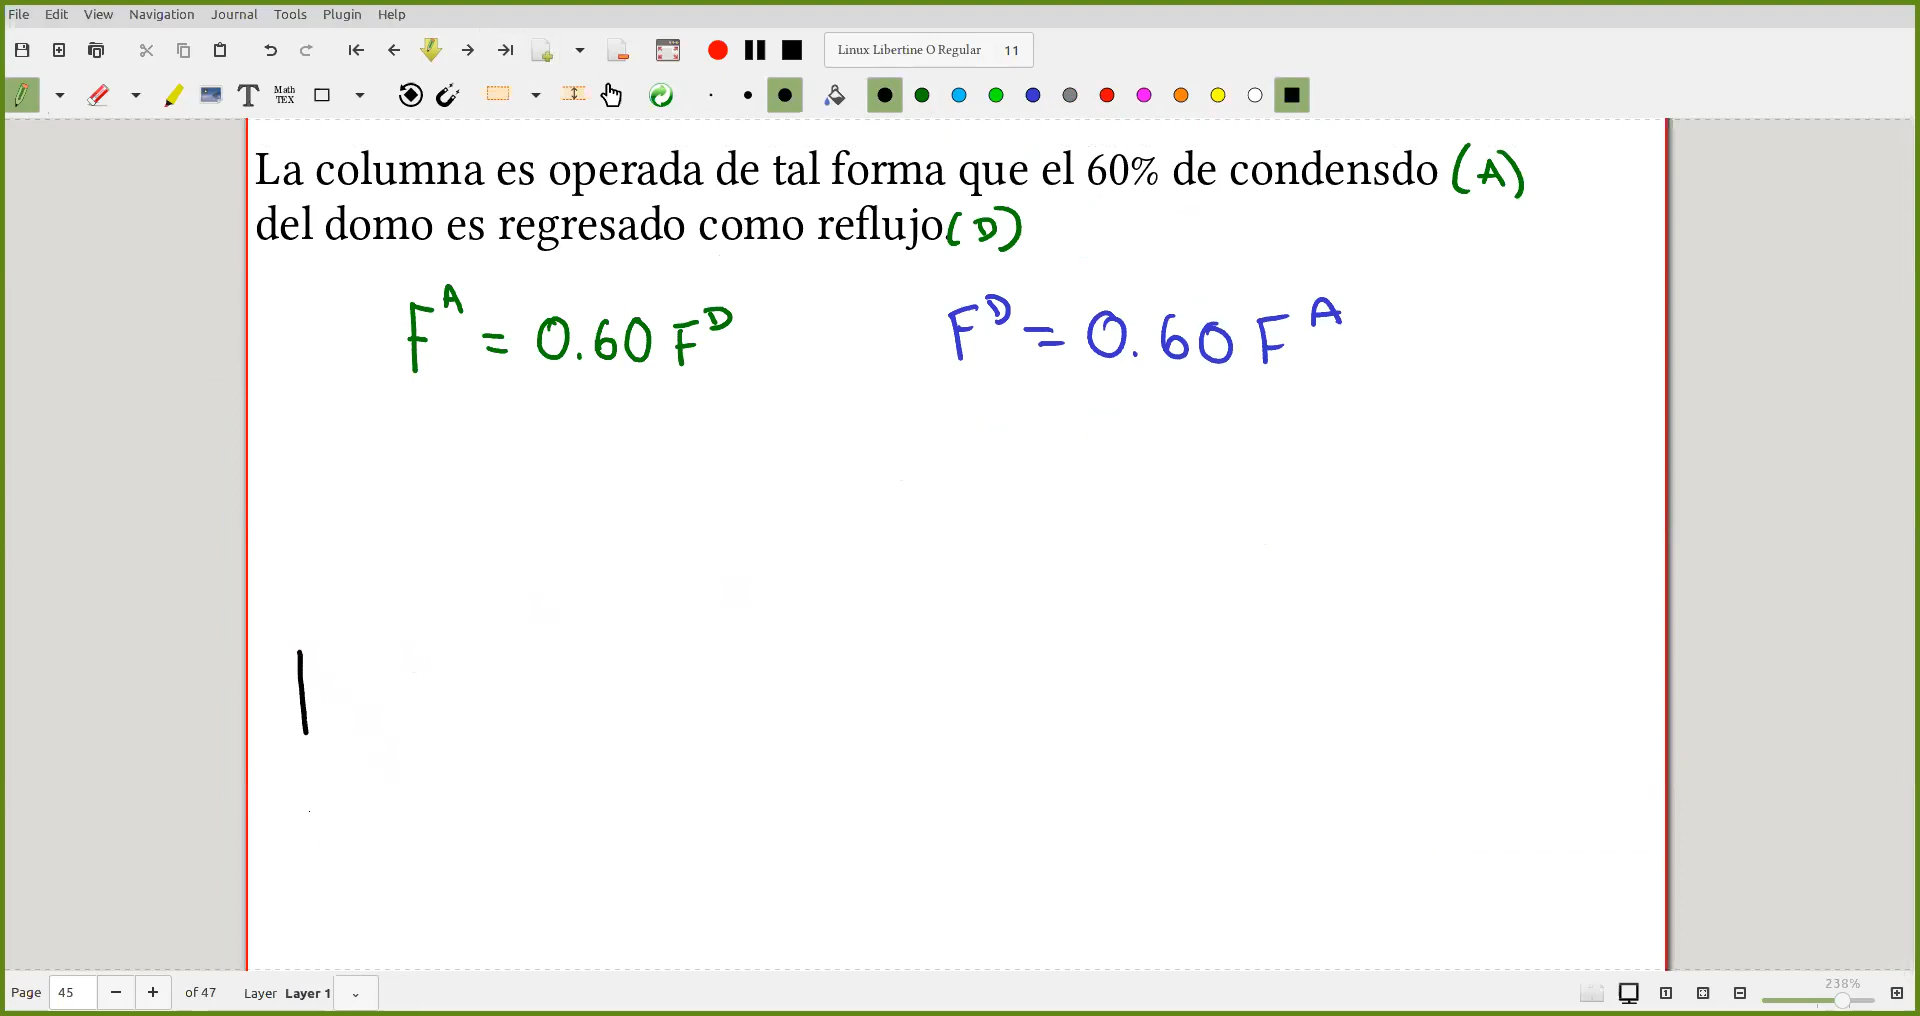 File Edit View Navigation Journal Tools Plugin Help
Linux Libertine O Regular 11
T Math TEX
La columna es operada de tal forma que el 60% de condensdo (A)
del domo es regresado como reflujo (D)
F^A = 0.60 F^D
F^D = 0.60 F^A
Page 45 of 47 Layer Layer 1 238%